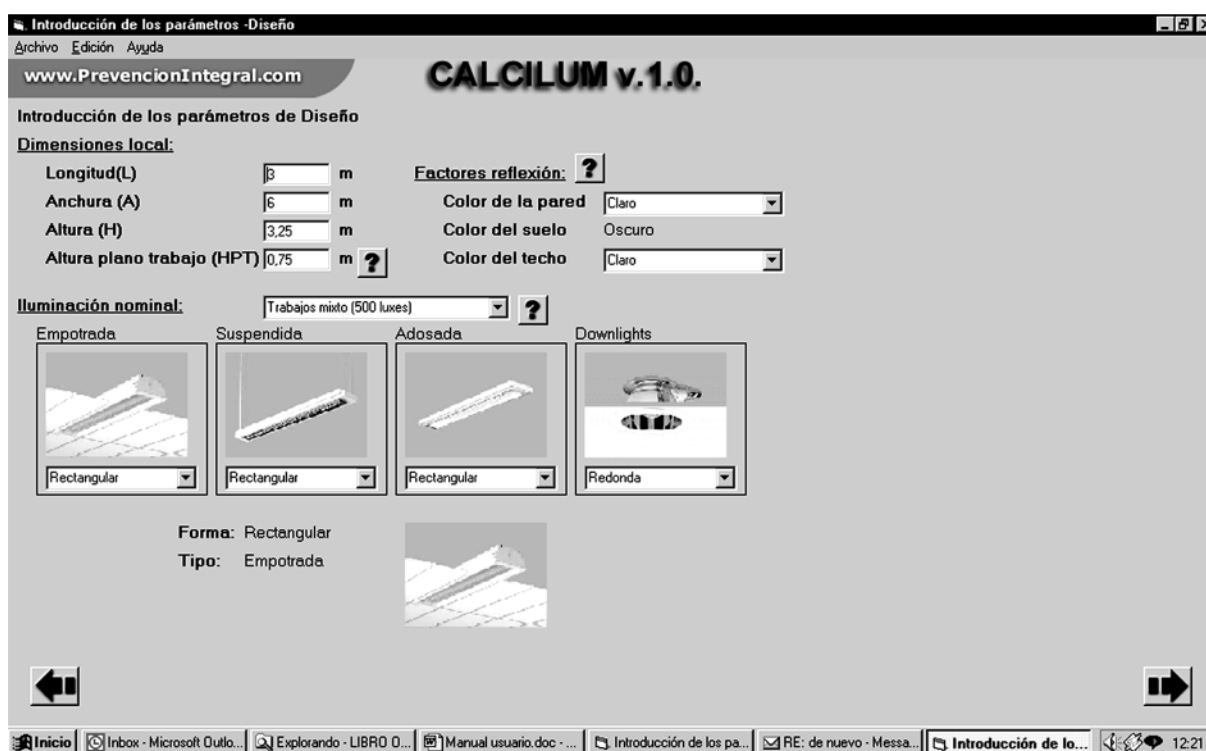 Introducción de los parámetros -Diseño
Archivo Edición Ayuda
www.PrevencionIntegral.com
CALCILUM v.1.0.
Introducción de los parámetros de Diseño
Dimensiones local:
Longitud(L) 3 m Factores reflexión: ?
Anchura (A) 6 m Color de la pared Claro
Altura (H) 3,25 m Color del suelo Oscuro
Altura plano trabajo (HPT) 0,75 m ? Color del techo Claro
Iluminación nominal: Trabajos mixto (500 luxes) ?
Empotrada Suspendida Adosada Downlights
Rectangular Rectangular Rectangular Redonda
Forma: Rectangular
Tipo: Empotrada
Inicio Inbox - Microsoft Outlo... Explorando - LIBRO O... Manual usuario.doc - ... Introducción de los pa... RE: de nuevo - Messa... Introducción de lo... 12:21